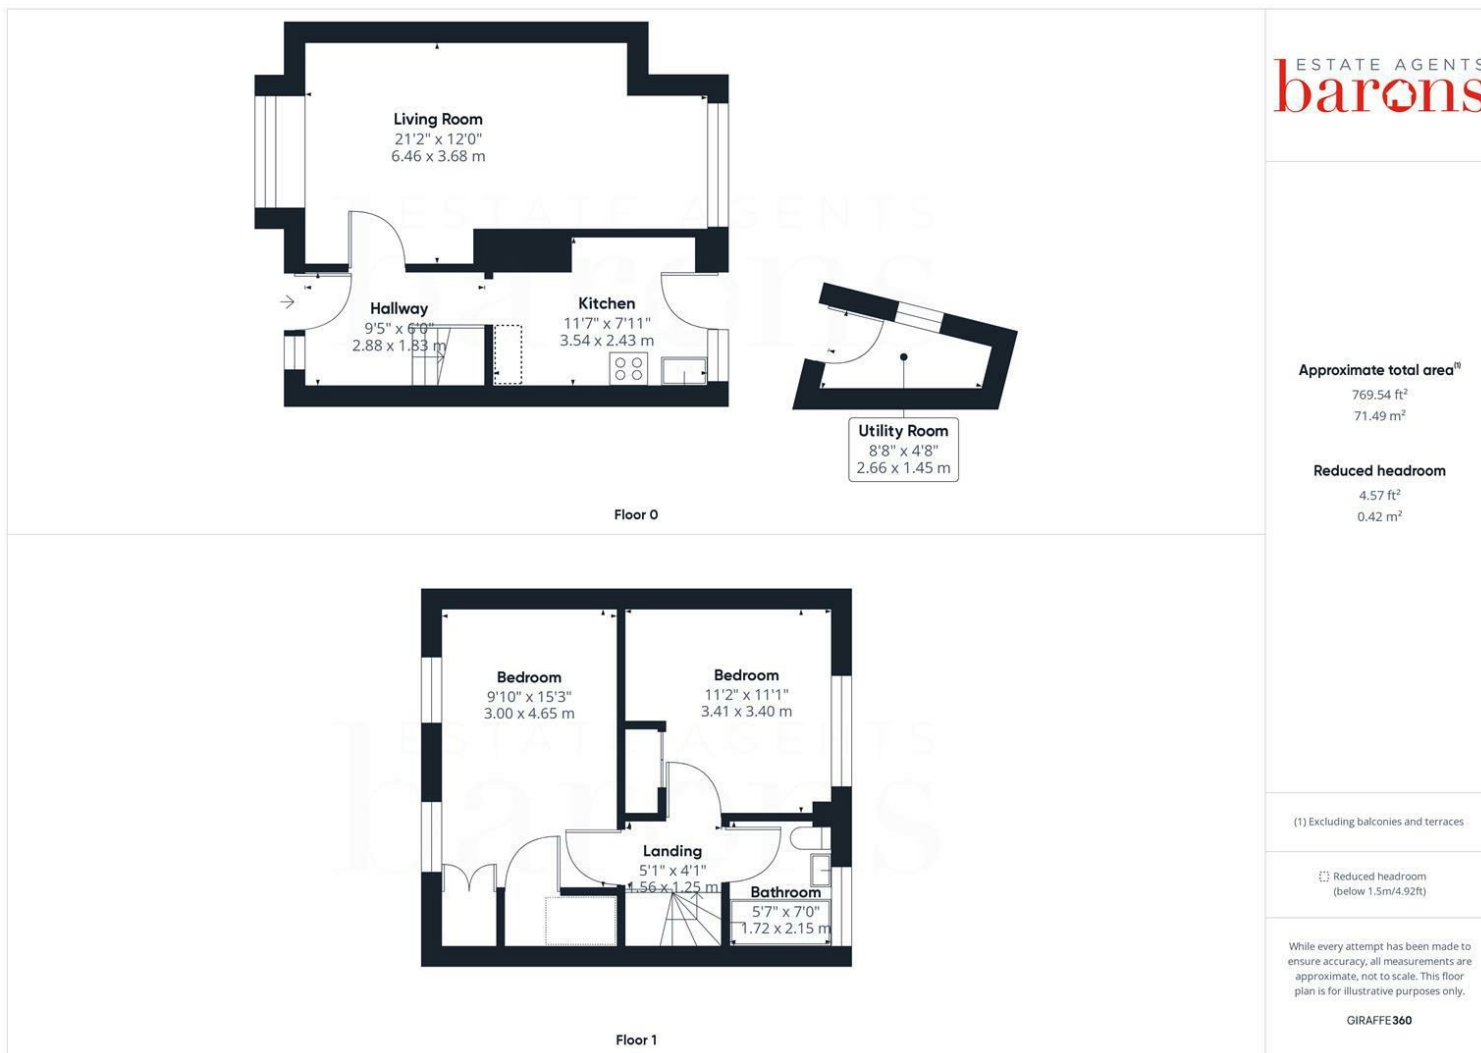 Living Room
21'2" x 12'0"
6.46 x 3.68 m
Hallway
9'5" x 6'0"
2.88 x 1.83 m
Kitchen
11'7" x 7'11"
3.54 x 2.43 m
Utility Room
8'8" x 4'8"
2.66 x 1.45 m
ESTATE AGENTS
barons
Floor 0
Bedroom
9'10" x 15'3"
3.00 x 4.65 m
Bedroom
11'2" x 11'1"
3.41 x 3.40 m
Landing
5'1" x 4'1"
1.56 x 1.25 m
Bathroom
5'7" x 7'0"
1.72 x 2.15 m
ESTATE AGENTS
barons
Floor 1
ESTATE AGENTS
barons
Approximate total area⁽¹⁾
769.54 ft²
71.49 m²
Reduced headroom
4.57 ft²
0.42 m²
(1) Excluding balconies and terraces
Reduced headroom
(below 1.5m/4.92ft)
While every attempt has been made to
ensure accuracy, all measurements are
approximate, not to scale. This floor
plan is for illustrative purposes only.
GIRAFFE360